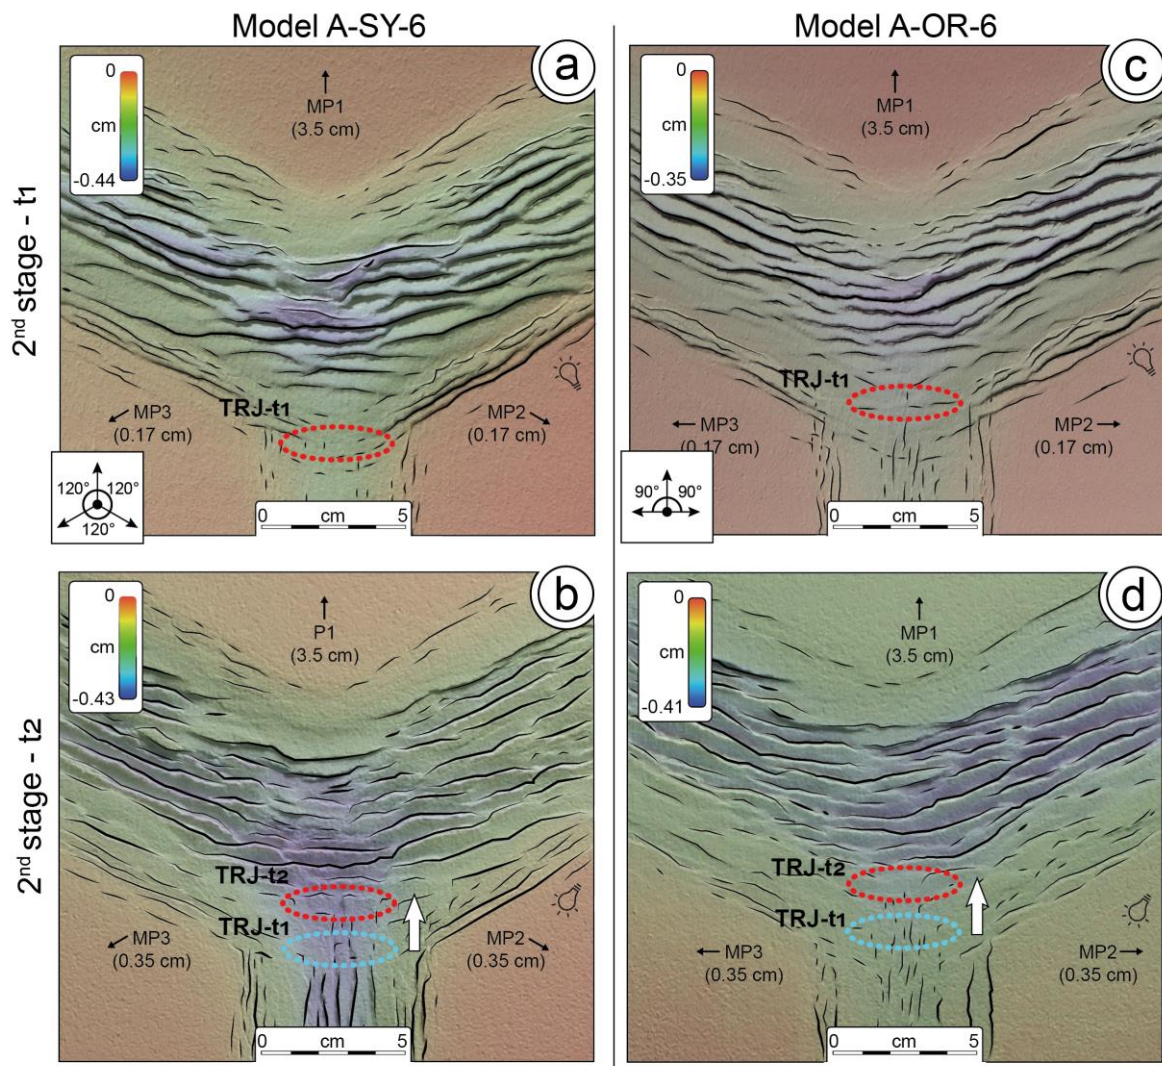 Model A-SY-6
Model A-OR-6
2nd stage - t1
a
0
cm
-0.44
MP1
(3.5 cm)
TRJ-t1
MP3
(0.17 cm)
MP2
(0.17 cm)
120° 120°
120°
0 cm 5
c
0
cm
-0.35
MP1
(3.5 cm)
TRJ-t1
MP3
(0.17 cm)
MP2
(0.17 cm)
90° 90°
0 cm 5
2nd stage - t2
b
0
cm
-0.43
P1
(3.5 cm)
TRJ-t2
TRJ-t1
MP3
(0.35 cm)
MP2
(0.35 cm)
0 cm 5
d
0
cm
-0.41
MP1
(3.5 cm)
TRJ-t2
TRJ-t1
MP3
(0.35 cm)
MP2
(0.35 cm)
0 cm 5